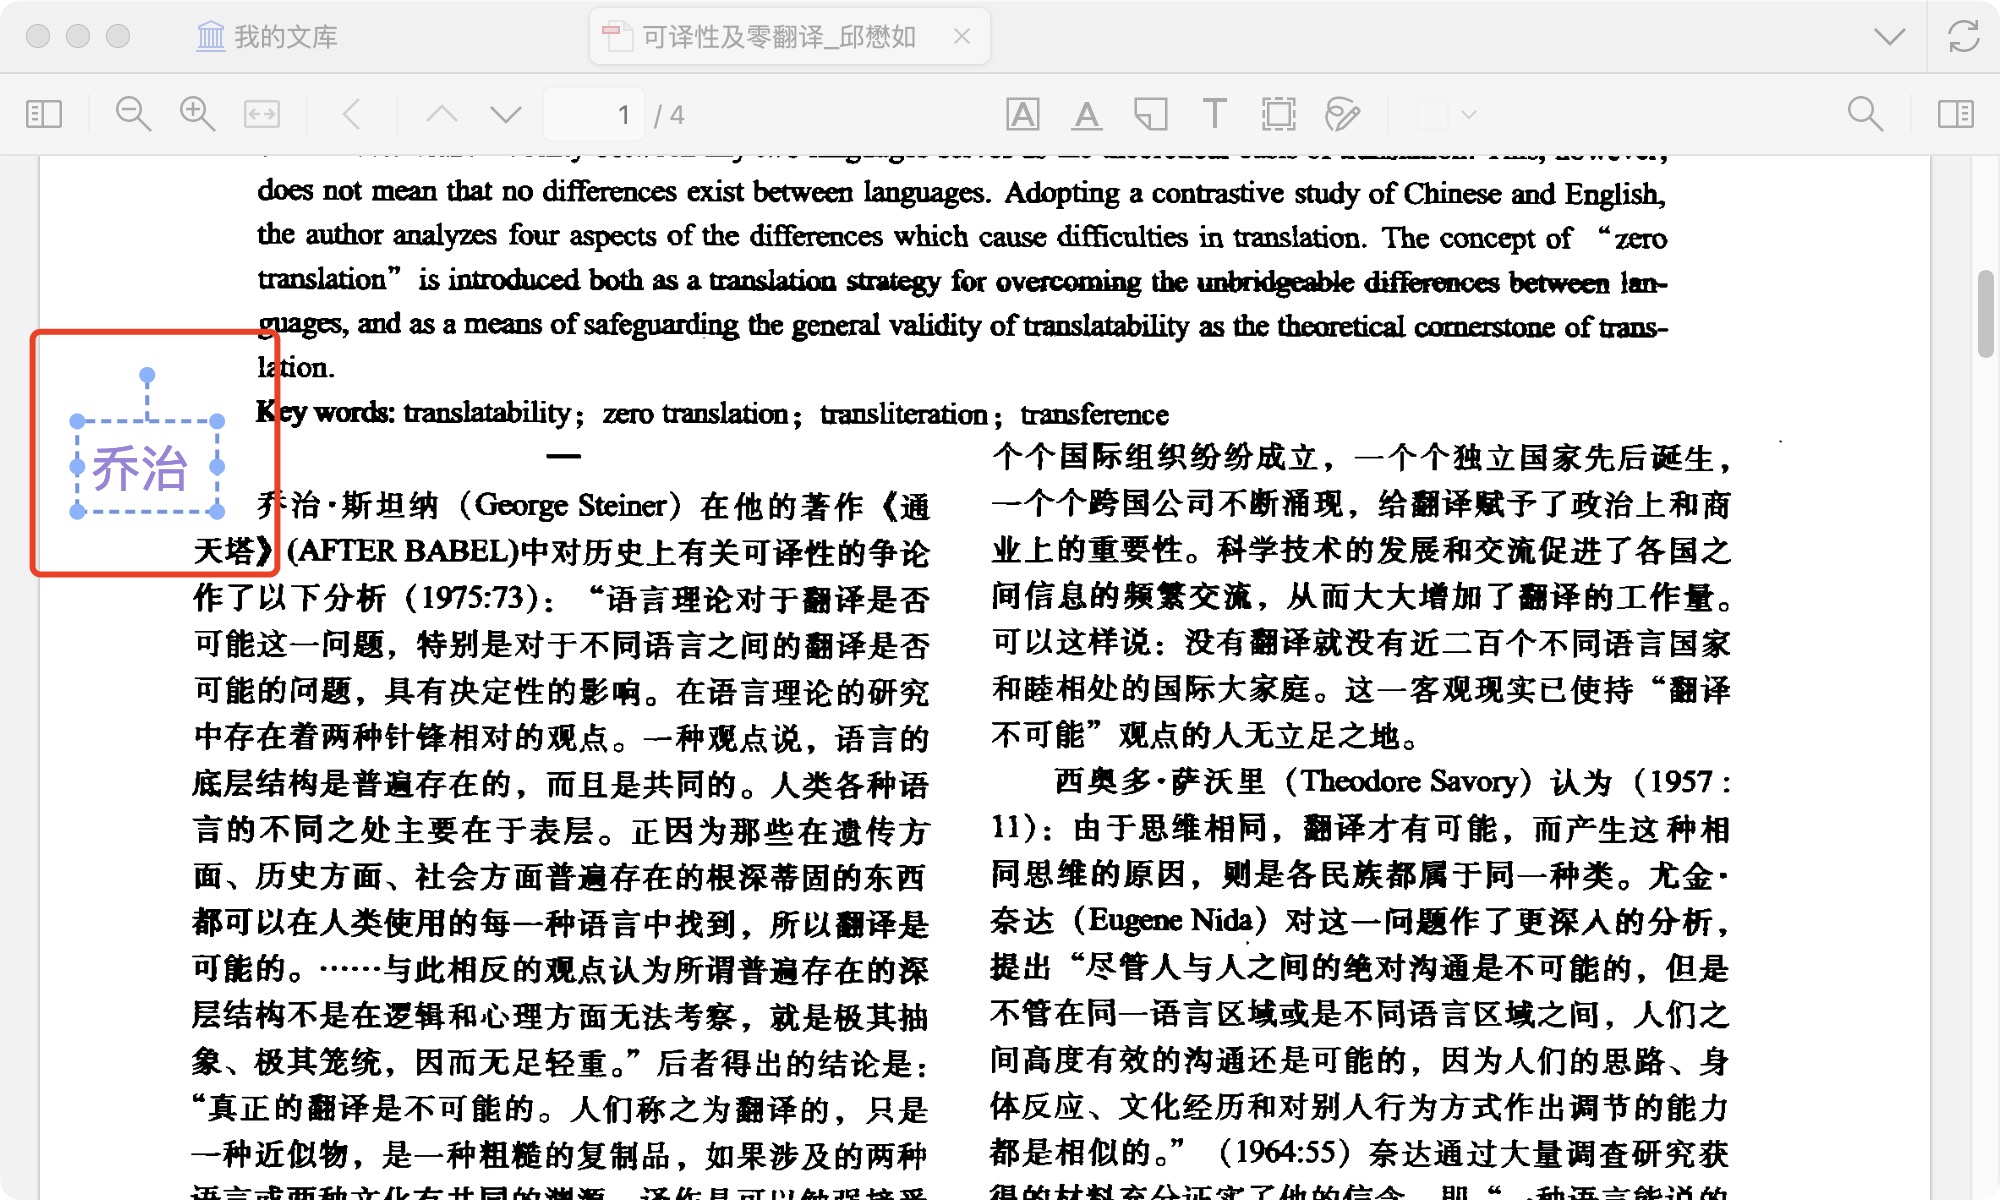 我的文库
可译性及零翻译_邱懋如
1 / 4
does not mean that no differences exist between languages. Adopting a contrastive study of Chinese and English,
the author analyzes four aspects of the differences which cause difficulties in translation. The concept of “zero
translation” is introduced both as a translation strategy for overcoming the unbridgeable differences between lan-
guages, and as a means of safeguarding the general validity of translatability as the theoretical cornerstone of trans-
lation.
Key words: translatability; zero translation; transliteration; transference
乔治
一
乔治·斯坦纳（George Steiner）在他的著作《通
天塔》(AFTER BABEL)中对历史上有关可译性的争论
作了以下分析（1975:73）：“语言理论对于翻译是否
可能这一问题，特别是对于不同语言之间的翻译是否
可能的问题，具有决定性的影响。在语言理论的研究
中存在着两种针锋相对的观点。一种观点说，语言的
底层结构是普遍存在的，而且是共同的。人类各种语
言的不同之处主要在于表层。正因为那些在遗传方
面、历史方面、社会方面普遍存在的根深蒂固的东西
都可以在人类使用的每一种语言中找到，所以翻译是
可能的。……与此相反的观点认为所谓普遍存在的深
层结构不是在逻辑和心理方面无法考察，就是极其抽
象、极其笼统，因而无足轻重。”后者得出的结论是：
“真正的翻译是不可能的。人们称之为翻译的，只是
一种近似物，是一种粗糙的复制品，如果涉及的两种
个个国际组织纷纷成立，一个个独立国家先后诞生，
一个个跨国公司不断涌现，给翻译赋予了政治上和商
业上的重要性。科学技术的发展和交流促进了各国之
间信息的频繁交流，从而大大增加了翻译的工作量。
可以这样说：没有翻译就没有近二百个不同语言国家
和睦相处的国际大家庭。这一客观现实已使持“翻译
不可能”观点的人无立足之地。
西奥多·萨沃里（Theodore Savory）认为（1957：
11）：由于思维相同，翻译才有可能，而产生这种相
同思维的原因，则是各民族都属于同一种类。尤金·
奈达（Eugene Nida）对这一问题作了更深入的分析，
提出“尽管人与人之间的绝对沟通是不可能的，但是
不管在同一语言区域或是不同语言区域之间，人们之
间高度有效的沟通还是可能的，因为人们的思路、身
体反应、文化经历和对别人行为方式作出调节的能力
都是相似的。”（1964:55）奈达通过大量调查研究获